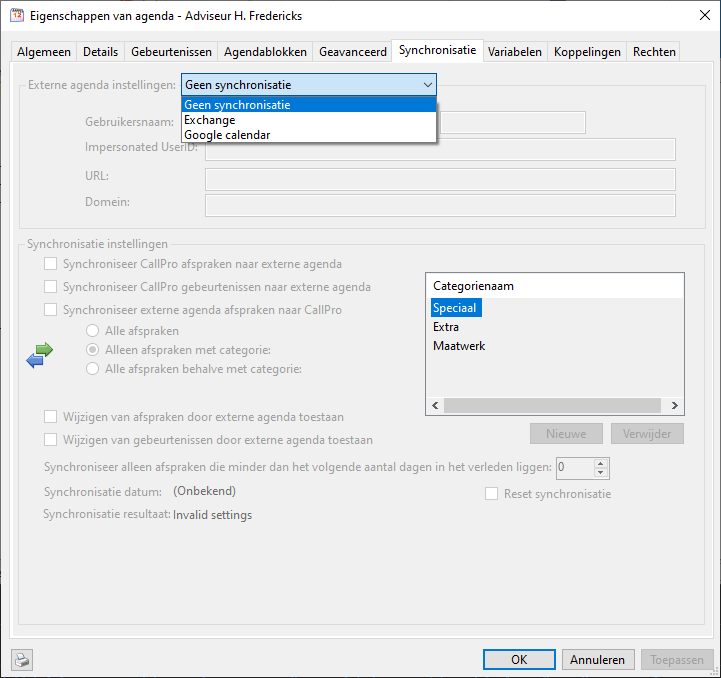 Eigenschappen van agenda - Adviseur H. Fredericks
Algemeen Details Gebeurtenissen Agendablokken Geavanceerd Synchronisatie Variabelen Koppelingen Rechten
Externe agenda instellingen: Geen synchronisatie
Geen synchronisatie
Exchange
Google calendar
Gebruikersnaam:
Impersonated UserID:
URL:
Domein:
Synchronisatie instellingen
Synchroniseer CallPro afspraken naar externe agenda
Synchroniseer CallPro gebeurtenissen naar externe agenda
Synchroniseer externe agenda afspraken naar CallPro
Alle afspraken
Alleen afspraken met categorie:
Alle afspraken behalve met categorie:
Categorienaam
Speciaal
Extra
Maatwerk
Wijzigen van afspraken door externe agenda toestaan
Wijzigen van gebeurtenissen door externe agenda toestaan
Nieuwe Verwijder
Synchroniseer alleen afspraken die minder dan het volgende aantal dagen in het verleden liggen: 0
Synchronisatie datum: (Onbekend)
Reset synchronisatie
Synchronisatie resultaat: Invalid settings
OK Annuleren Toepassen